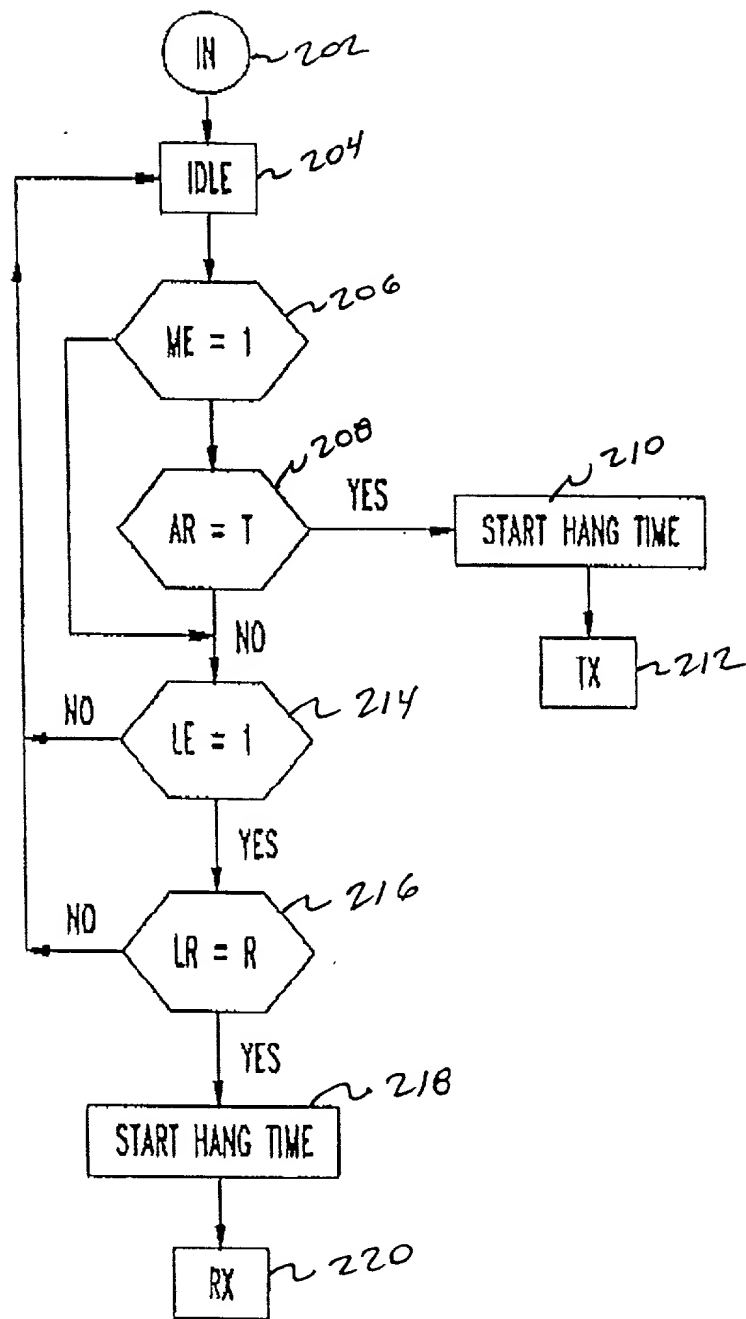 IN
202
IDLE
204
ME = 1
206
AR = T
208
YES
START HANG TIME
210
NO
TX
212
LE = 1
214
NO
YES
LR = R
216
NO
YES
START HANG TIME
218
RX
220